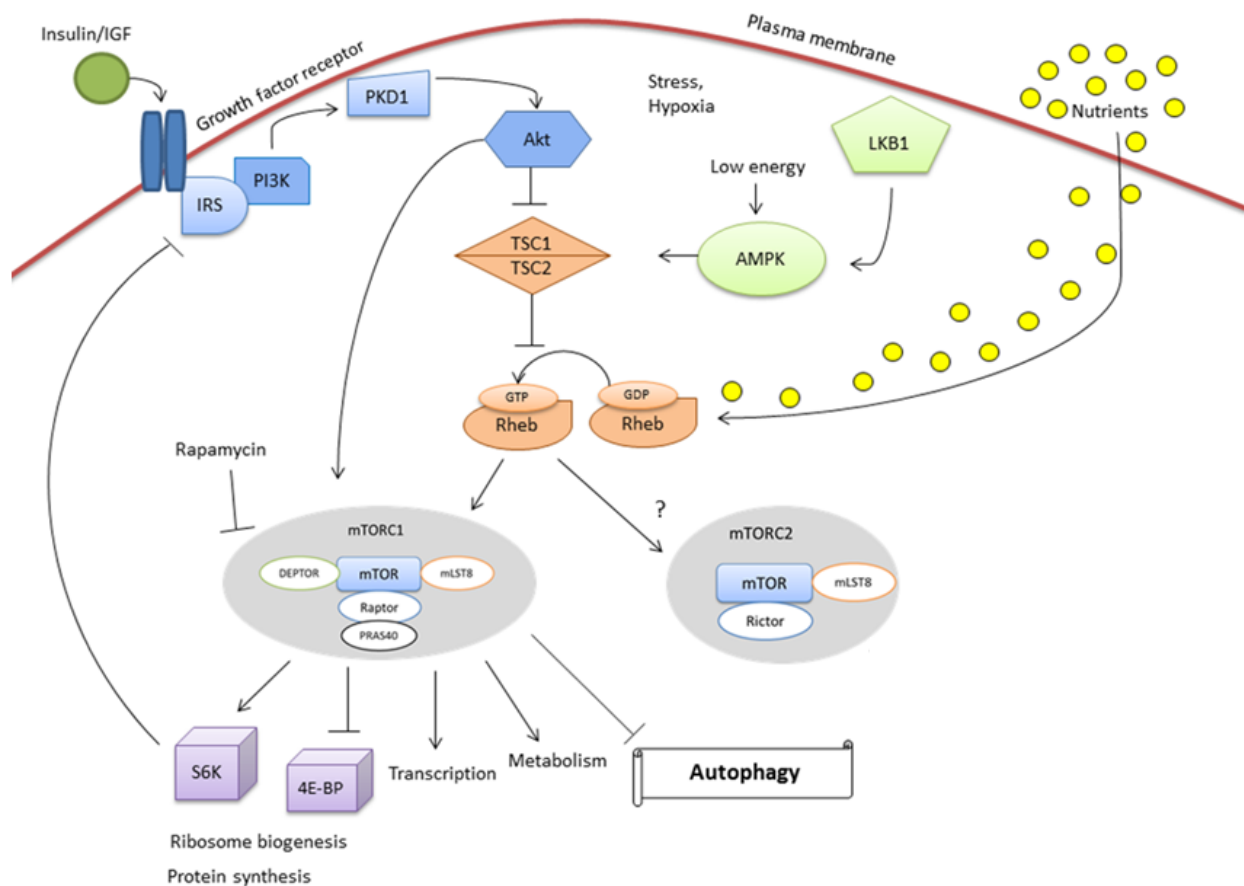 Insulin/IGF
Growth factor receptor
Plasma membrane
PKD1
Stress,
Hypoxia
Nutrients
Akt
LKB1
PI3K
IRS
Low energy
TSC1
TSC2
AMPK
GTP
Rheb
GDP
Rheb
Rapamycin
?
mTORC1
DEPTOR
mTOR
mLST8
Raptor
PRAS40
mTORC2
mTOR
mLST8
Rictor
S6K
4E-BP
Transcription
Metabolism
Autophagy
Ribosome biogenesis
Protein synthesis